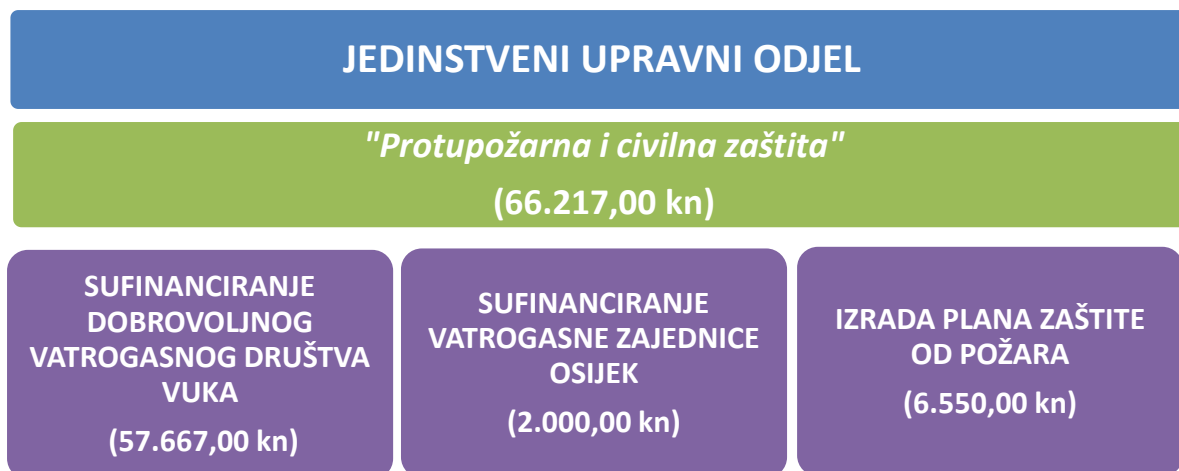 JEDINSTVENI UPRAVNI ODJEL
"Protupožarna i civilna zaštita"
(66.217,00 kn)
SUFINANCIRANJE
DOBROVOLJNOG
VATROGASNOG DRUŠTVA
VUKA
(57.667,00 kn)
SUFINANCIRANJE
VATROGASNE ZAJEDNICE
OSIJEK
(2.000,00 kn)
IZRADA PLANA ZAŠTITE
OD POŽARA
(6.550,00 kn)